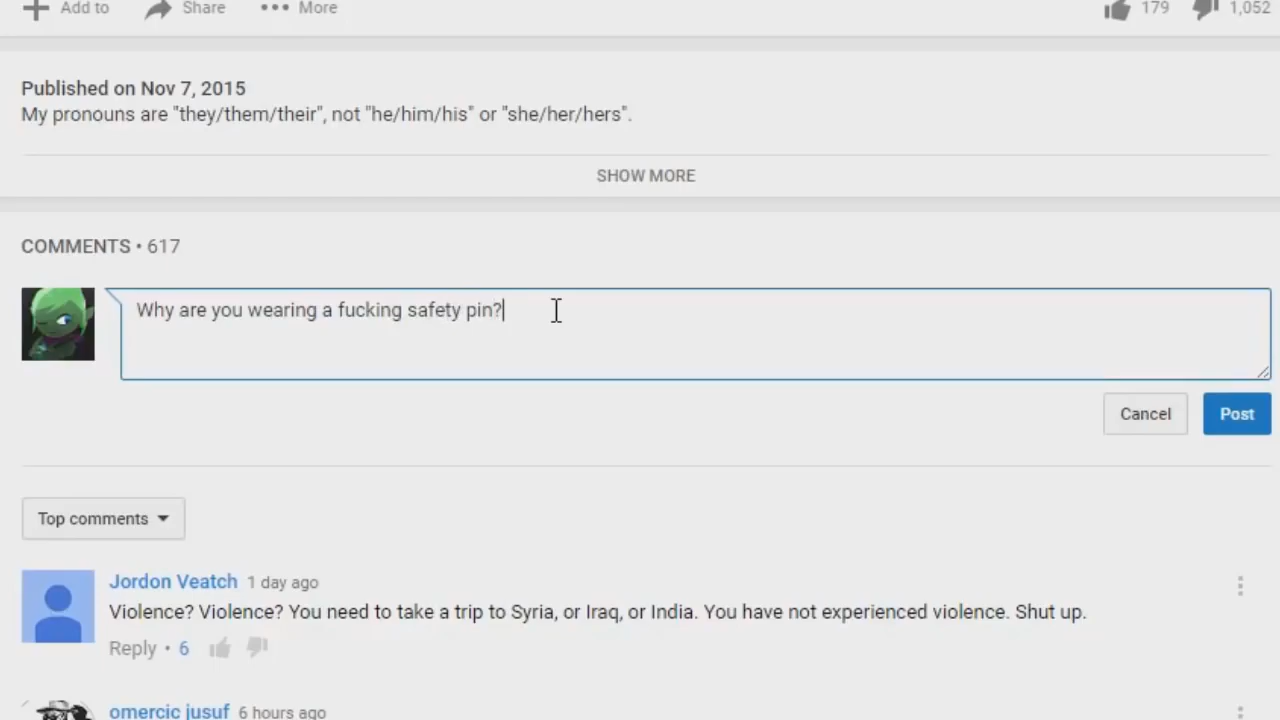 Add to Share More 179 1,052
Published on Nov 7, 2015
My pronouns are "they/them/their", not "he/him/his" or "she/her/hers".
SHOW MORE
COMMENTS • 617
Why are you wearing a fucking safety pin?
Cancel Post
Top comments
Jordon Veatch 1 day ago
Violence? Violence? You need to take a trip to Syria, or Iraq, or India. You have not experienced violence. Shut up.
Reply • 6
omercic jusuf 6 hours ago